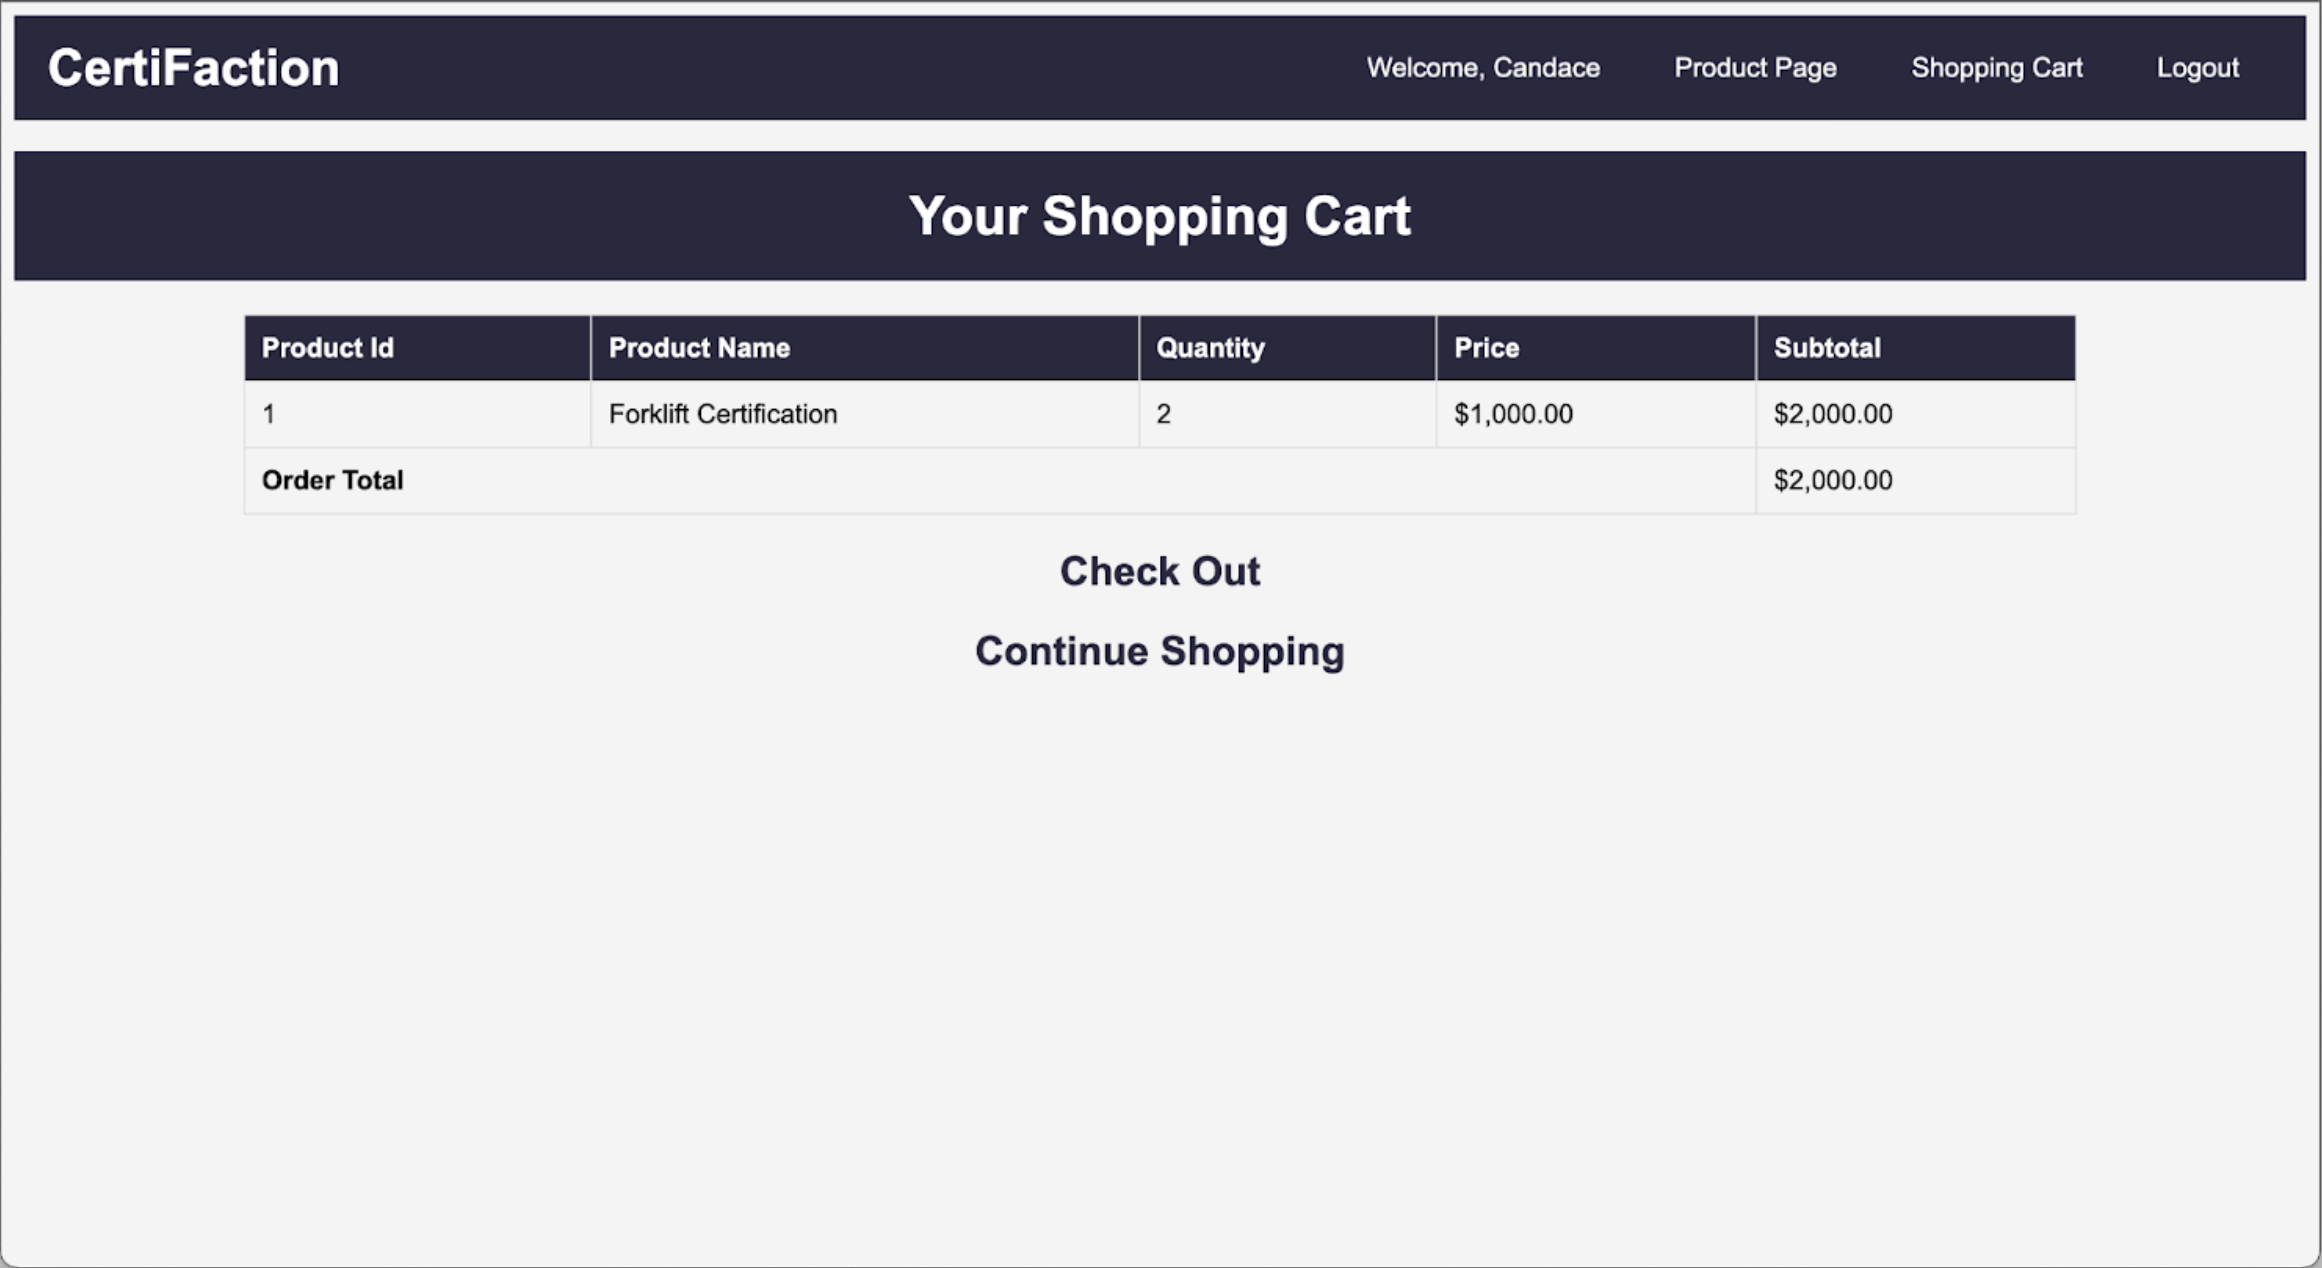 CertiFaction Welcome, Candace Product Page Shopping Cart Logout
Your Shopping Cart
Product Id Product Name Quantity Price Subtotal
1 Forklift Certification 2 $1,000.00 $2,000.00
Order Total $2,000.00
Check Out
Continue Shopping